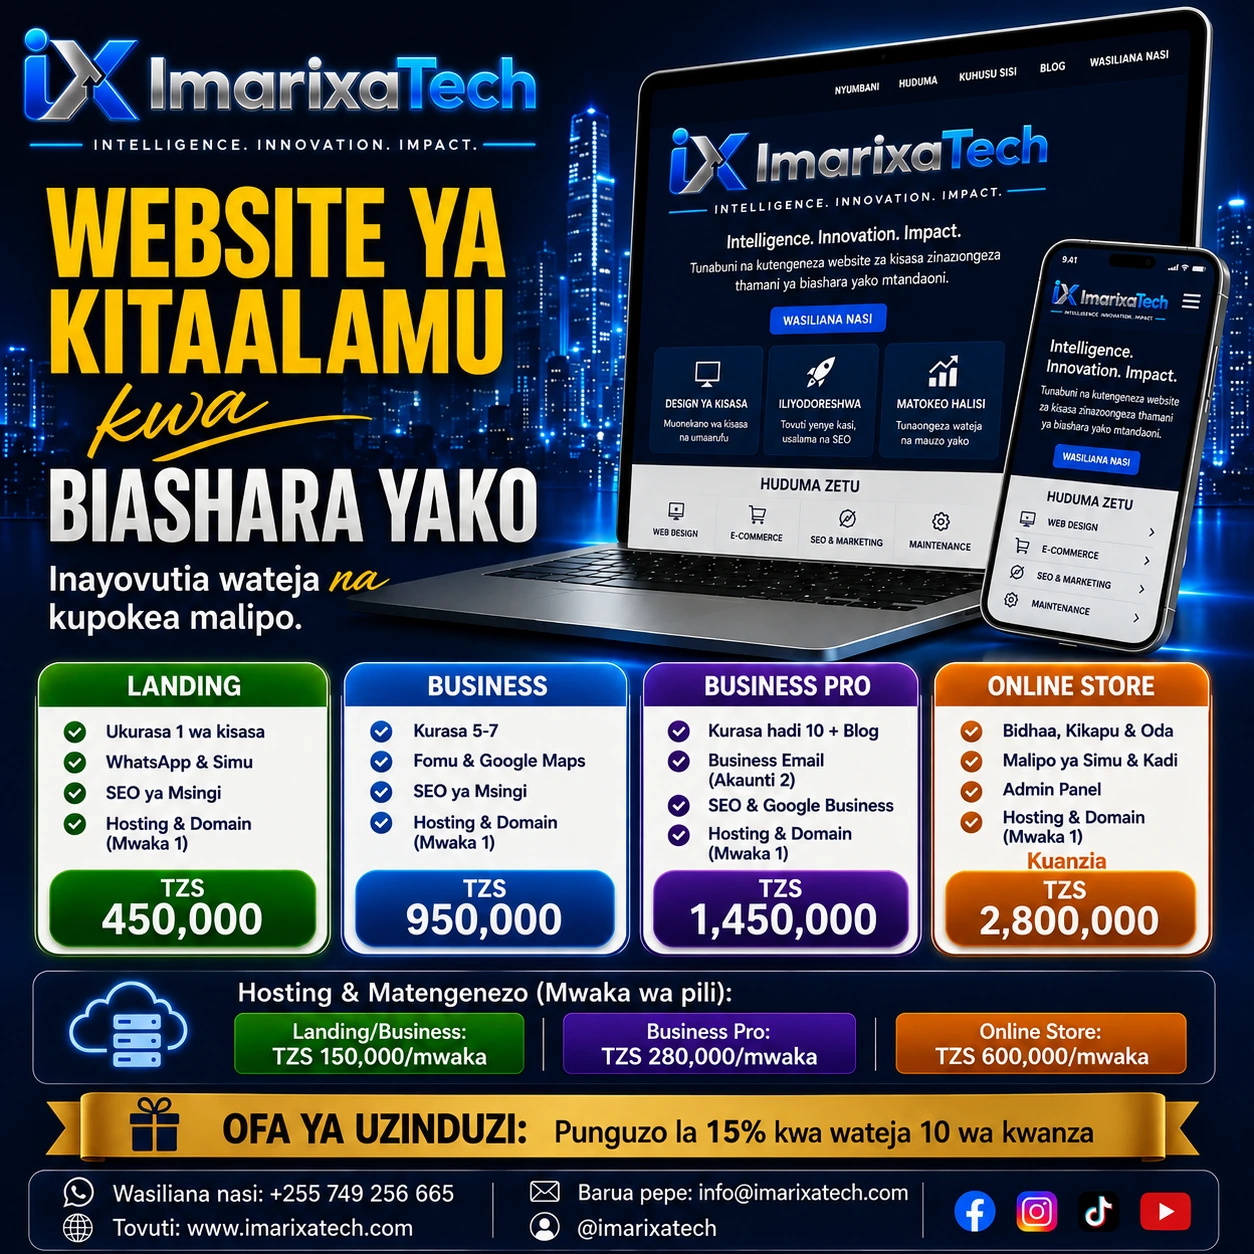 iX ImarixaTech
INTELLIGENCE. INNOVATION. IMPACT.
WEBSITE YA
KITAALAMU
kwa
BIASHARA YAKO
Inayovutia wateja na
kupokea malipo.
NYUMBANI HUDUMA KUHUSU SISI BLOG WASILIANA NASI
iX ImarixaTech
INTELLIGENCE. INNOVATION. IMPACT.
Intelligence. Innovation. Impact.
Tunabuni na kutengeneza website za kisasa zinazıongeza
thamani ya biashara yako mtandaoni.
WASILIANA NASI
DESIGN YA KISASA
Muonekano wa kisasa
na umaarufu
ILIYODORESHWA
Tovuti yenye kasi,
usalama na SEO
MATOKEO HALISI
Tunaongeza wateja
na mauzo yako
HUDUMA ZETU
WEB DESIGN
E-COMMERCE
SEO & MARKETING
MAINTENANCE
9.41
iX ImarixaTech
INTELLIGENCE. INNOVATION. IMPACT.
Intelligence.
Innovation. Impact.
Tunabuni na kutengeneza website
za kisasa zinazoongeza thamani
ya biashara yako mtandaoni.
WASILIANA NASI
HUDUMA ZETU
WEB DESIGN
E-COMMERCE
SEO & MARKETING
MAINTENANCE
LANDING
Ukurasa 1 wa kisasa
WhatsApp & Simu
SEO ya Msingi
Hosting & Domain
(Mwaka 1)
TZS
450,000
BUSINESS
Kurasa 5-7
Fomu & Google Maps
SEO ya Msingi
Hosting & Domain
(Mwaka 1)
TZS
950,000
BUSINESS PRO
Kurasa hadi 10 + Blog
Business Email
(Akaunti 2)
SEO & Google Business
Hosting & Domain
(Mwaka 1)
TZS
1,450,000
ONLINE STORE
Bidhaa, Kikapu & Oda
Malipo ya Simu & Kadi
Admin Panel
Hosting & Domain
(Mwaka 1)
Kuanzia
TZS
2,800,000
Hosting & Matengenezo (Mwaka wa pili):
Landing/Business:
TZS 150,000/mwaka
Business Pro:
TZS 280,000/mwaka
Online Store:
TZS 600,000/mwaka
OFA YA UZINDUZI: Punguzo la 15% kwa wateja 10 wa kwanza
Wasiliana nasi: +255 749 256 665
Tovuti: www.imarixatech.com
Barua pepe: info@imarixatech.com
@imarixatech